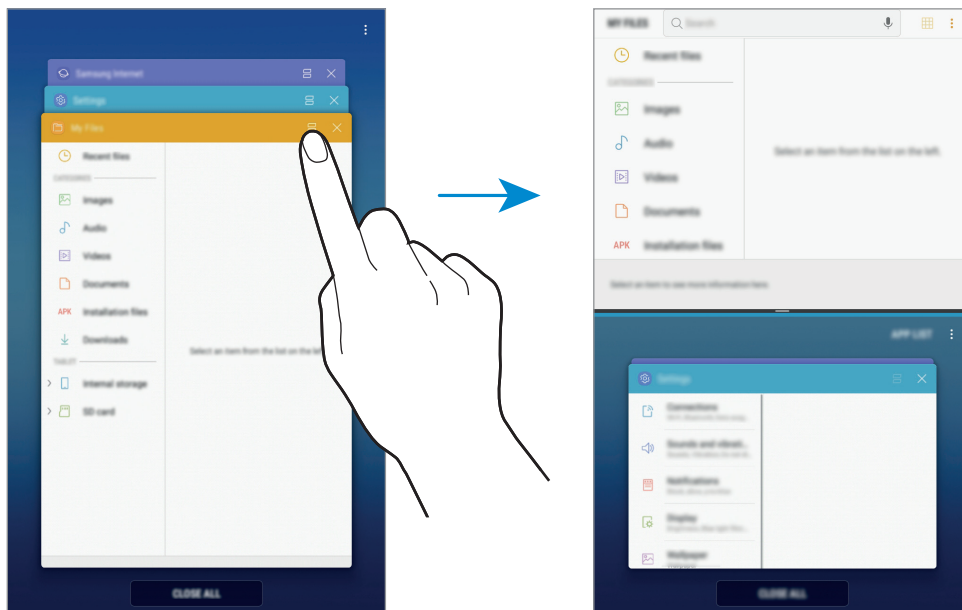 Samsung Internet
Settings
My Files
Recent files
CATEGORIES
Images
Audio
Videos
Documents
APK Installation files
Downloads
TABLET
Internal storage
SD card
Select an item from the list on the left.
CLOSE ALL
MY FILES
Search
Recent files
CATEGORIES
Images
Audio
Videos
Documents
APK Installation files
Select an item from the list on the left.
Select an item to see more information here.
APP LIST
Settings
Connections
Sounds and vibrati...
Notifications
Display
Wallpaper
CLOSE ALL